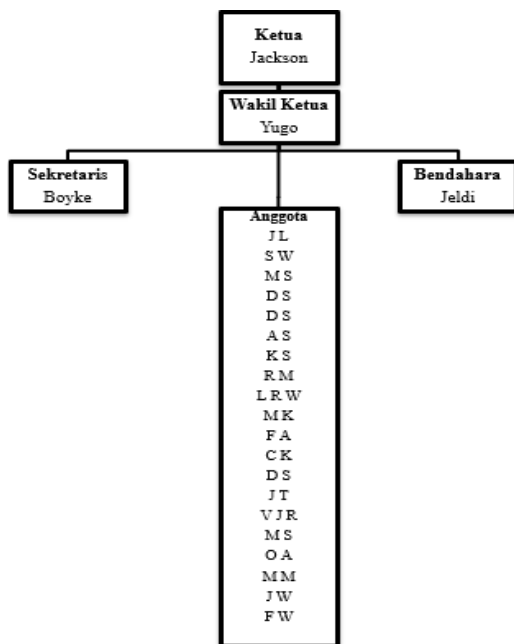 Ketua
Jackson
Wakil Ketua
Yugo
Sekretaris
Boyke
Bendahara
Jeldi
Anggota
J L
S W
M S
D S
D S
A S
K S
R M
L R W
M K
F A
C K
D S
J T
V J R
M S
O A
M M
J W
F W